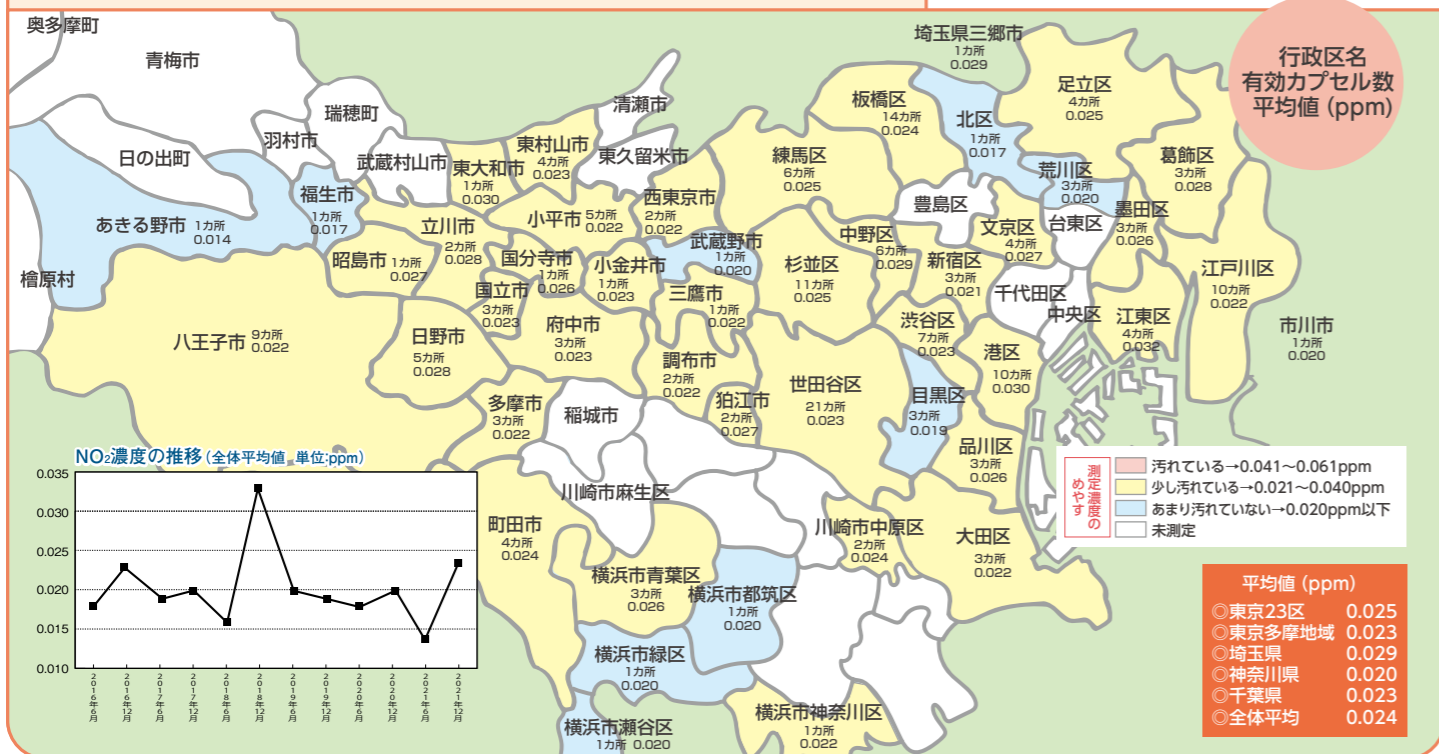 行政区名
有効カプセル数
平均値 (ppm)
奥多摩町
青梅市
瑞穂町
羽村市
日の出町
武蔵村山市
あきる野市 1カ所
0.014
福生市
1カ所
0.017
檜原村
東大和市
1カ所
0.030
東村山市
4カ所
0.023
清瀬市
東久留米市
立川市
2カ所
0.028
昭島市 1カ所
0.027
小平市 5カ所
0.022
西東京市
2カ所
0.022
国分寺市
1カ所
0.026
国立市
3カ所
0.023
小金井市
1カ所
0.023
武蔵野市
1カ所
0.020
三鷹市
1カ所
0.022
八王子市 9カ所
0.022
日野市
5カ所
0.028
府中市
3カ所
0.023
調布市
2カ所
0.022
狛江市
2カ所
0.027
多摩市
3カ所
0.022
稲城市
町田市
4カ所
0.024
埼玉県三郷市
1カ所
0.029
板橋区
14カ所
0.024
北区
1カ所
0.017
足立区
4カ所
0.025
葛飾区
3カ所
0.028
練馬区
6カ所
0.025
荒川区
3カ所
0.020
豊島区
文京区
4カ所
0.027
台東区
墨田区
3カ所
0.026
中野区
6カ所
0.029
杉並区
11カ所
0.025
新宿区
3カ所
0.021
千代田区
中央区
江東区
4カ所
0.032
江戸川区
10カ所
0.022
市川市
1カ所
0.020
渋谷区
7カ所
0.023
港区
10カ所
0.030
世田谷区
21カ所
0.023
目黒区
3カ所
0.019
品川区
3カ所
0.026
大田区
3カ所
0.022
川崎市麻生区
川崎市中原区
2カ所
0.024
横浜市青葉区
3カ所
0.026
横浜市都筑区
1カ所
0.020
横浜市緑区
1カ所
0.020
横浜市瀬谷区
1カ所 0.020
横浜市神奈川区
1カ所
0.022
NO₂濃度の推移 (全体平均値 単位;ppm)
0.035
0.030
0.025
0.020
0.015
0.010
2016年6月
2016年12月
2017年6月
2017年12月
2018年6月
2018年12月
2019年6月
2019年12月
2020年6月
2020年12月
2021年6月
2021年12月
測定濃度の
めやす
汚れている→0.041～0.061ppm
少し汚れている→0.021～0.040ppm
あまり汚れていない→0.020ppm以下
未測定
平均値 (ppm)
◎東京23区 0.025
◎東京多摩地域 0.023
◎埼玉県 0.029
◎神奈川県 0.020
◎千葉県 0.023
◎全体平均 0.024